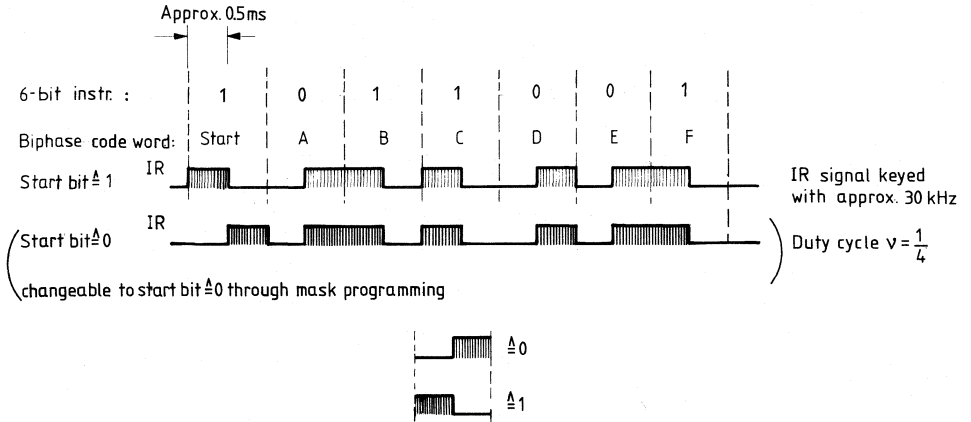 Approx. 0.5ms
6-bit instr. : 1 0 1 1 0 0 1
Biphase code word: Start A B C D E F
Start bit ≙ 1 IR
IR signal keyed
with approx. 30 kHz
Start bit ≙ 0 IR
Duty cycle ν = 1/4
changeable to start bit ≙ 0 through mask programming
≙ 0
≙ 1